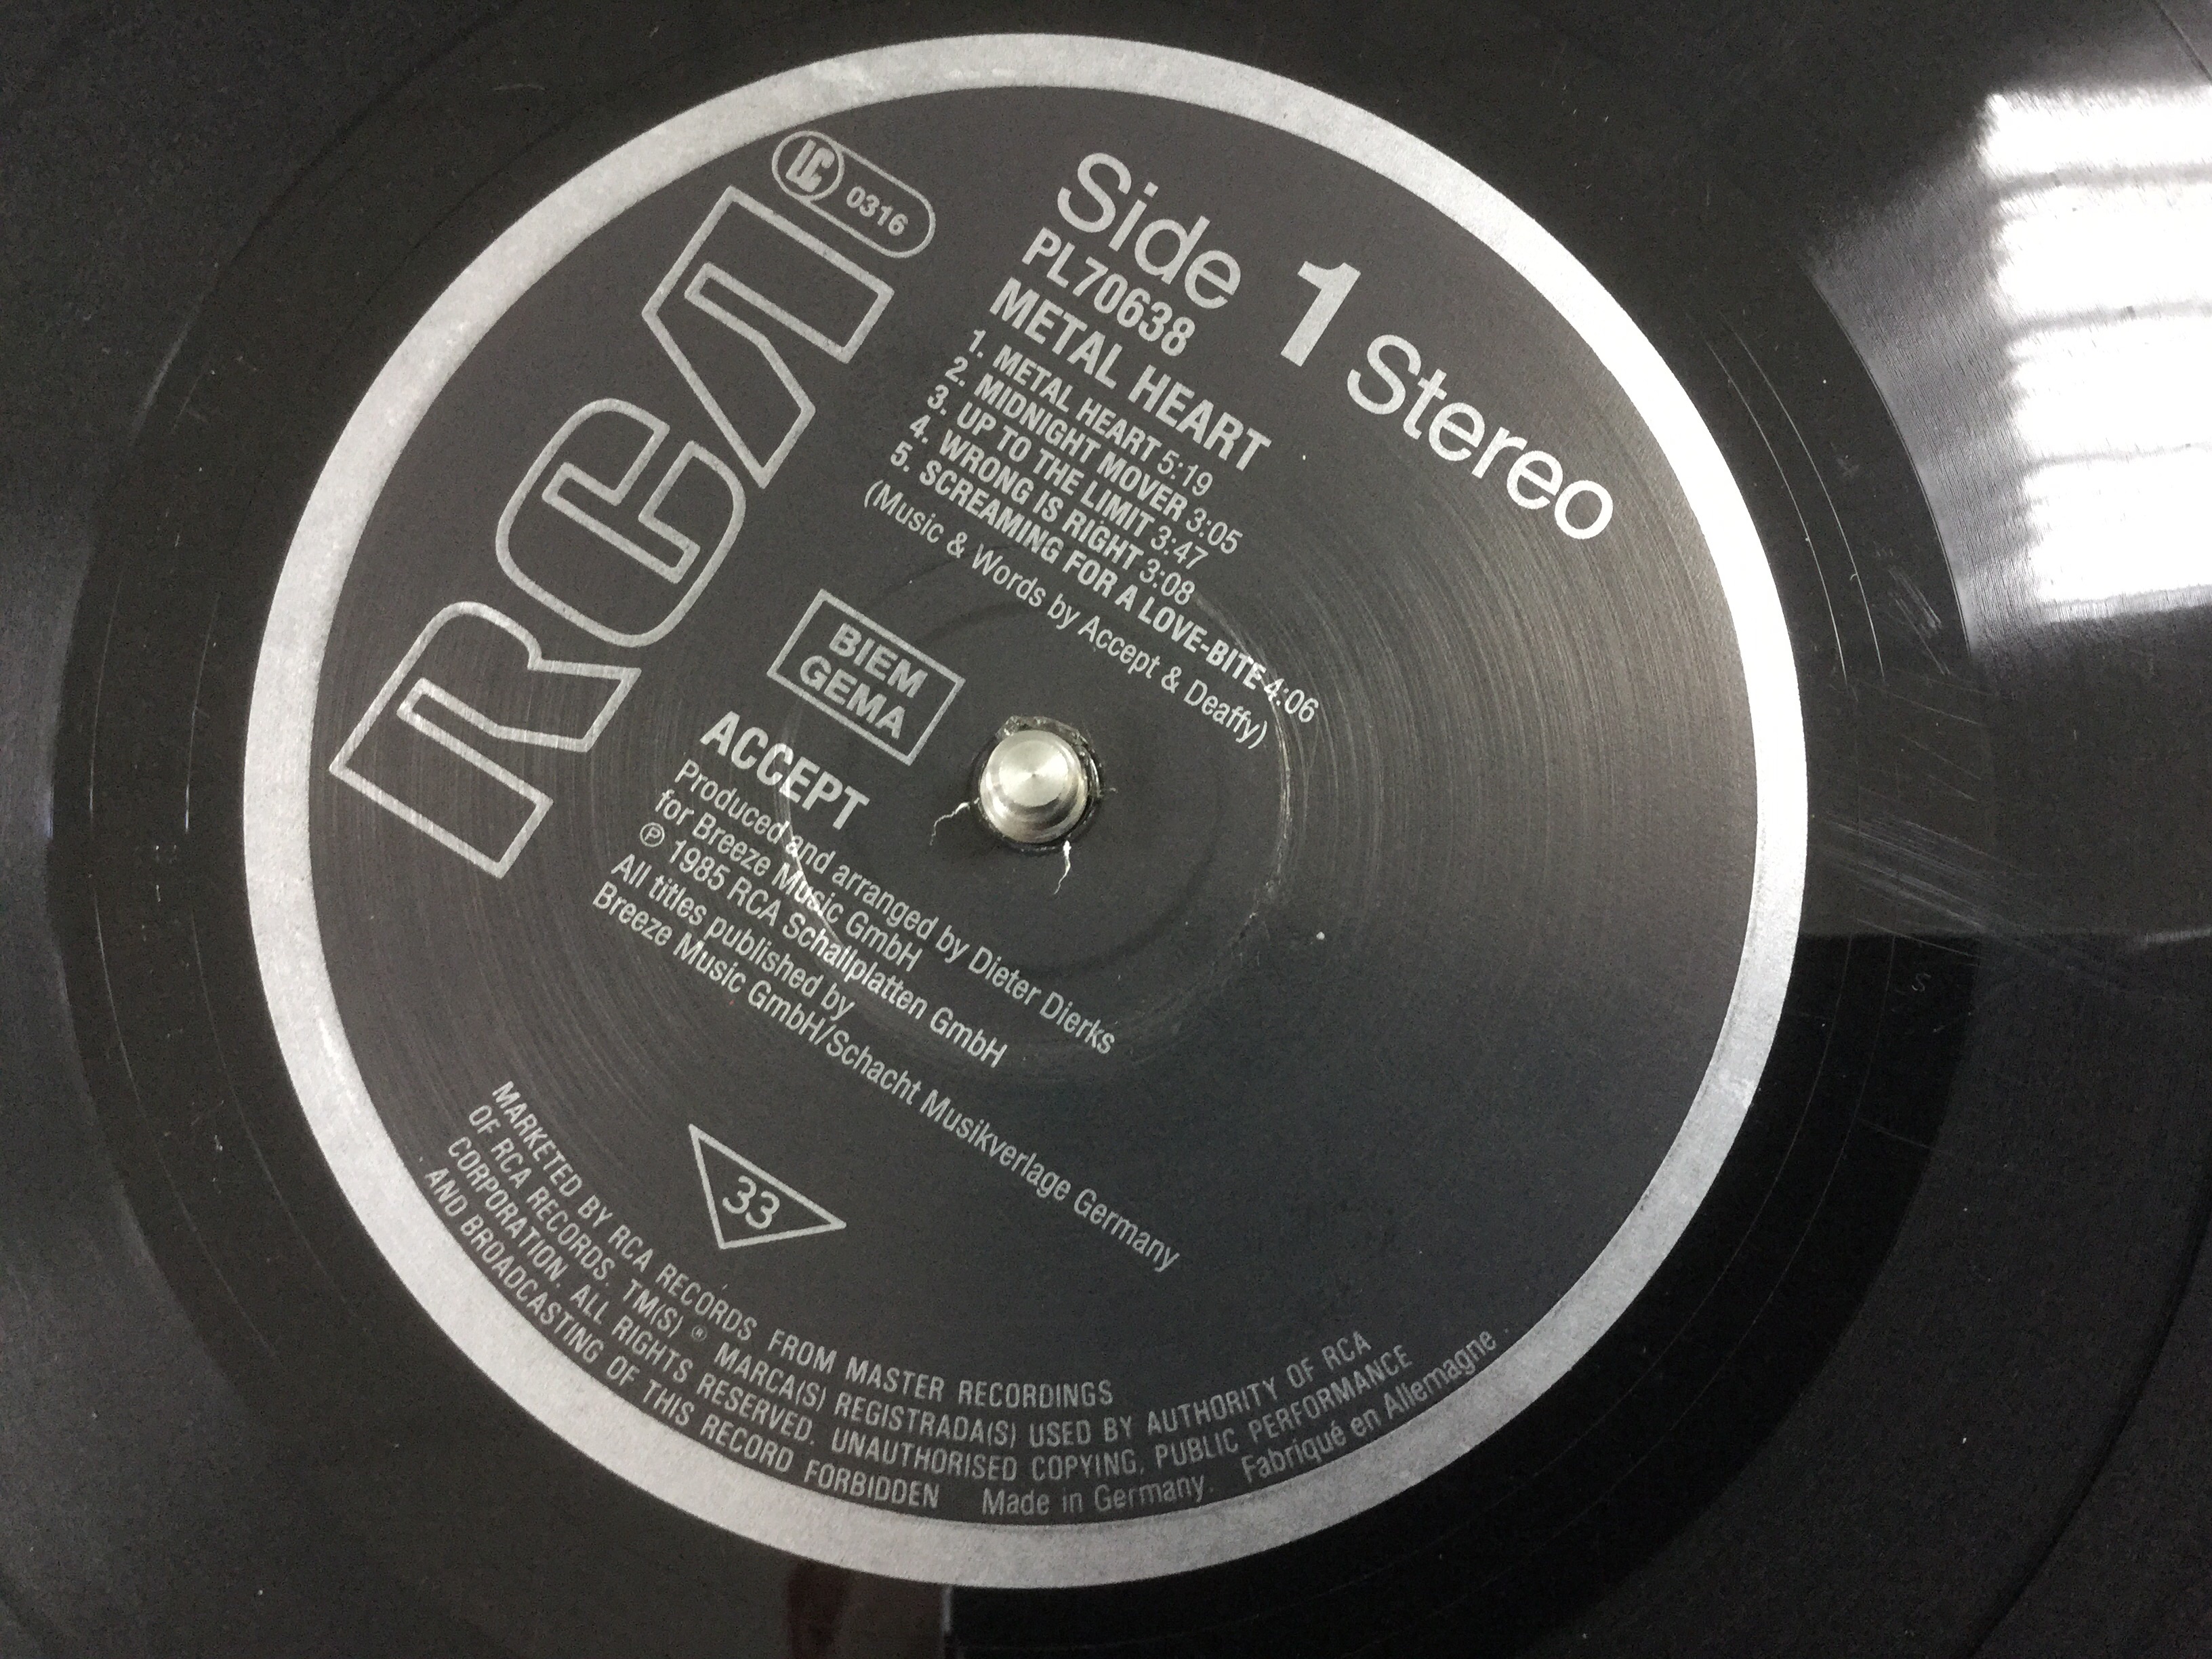 RCA
LC 0316
Side 1 Stereo
PL70638
METAL HEART
1. METAL HEART 5:19
2. MIDNIGHT MOVER 3:05
3. UP TO THE LIMIT 3:47
4. WRONG IS RIGHT 3:08
5. SCREAMING FOR A LOVE-BITE 4:06
(Music & Words by Accept & Deaffy)
BIEM
GEMA
ACCEPT
Produced and arranged by Dieter Dierks
for Breeze Music GmbH
℗ 1985 RCA Schallplatten GmbH
All titles published by
Breeze Music GmbH/Schacht Musikverlage Germany
33
MARKETED BY RCA RECORDS FROM MASTER RECORDINGS
OF RCA RECORDS. TM(S) ® MARCA(S) REGISTRADA(S) USED BY AUTHORITY OF RCA
CORPORATION. ALL RIGHTS RESERVED. UNAUTHORISED COPYING, PUBLIC PERFORMANCE
AND BROADCASTING OF THIS RECORD FORBIDDEN Made in Germany. Fabriqué en Allemagne.